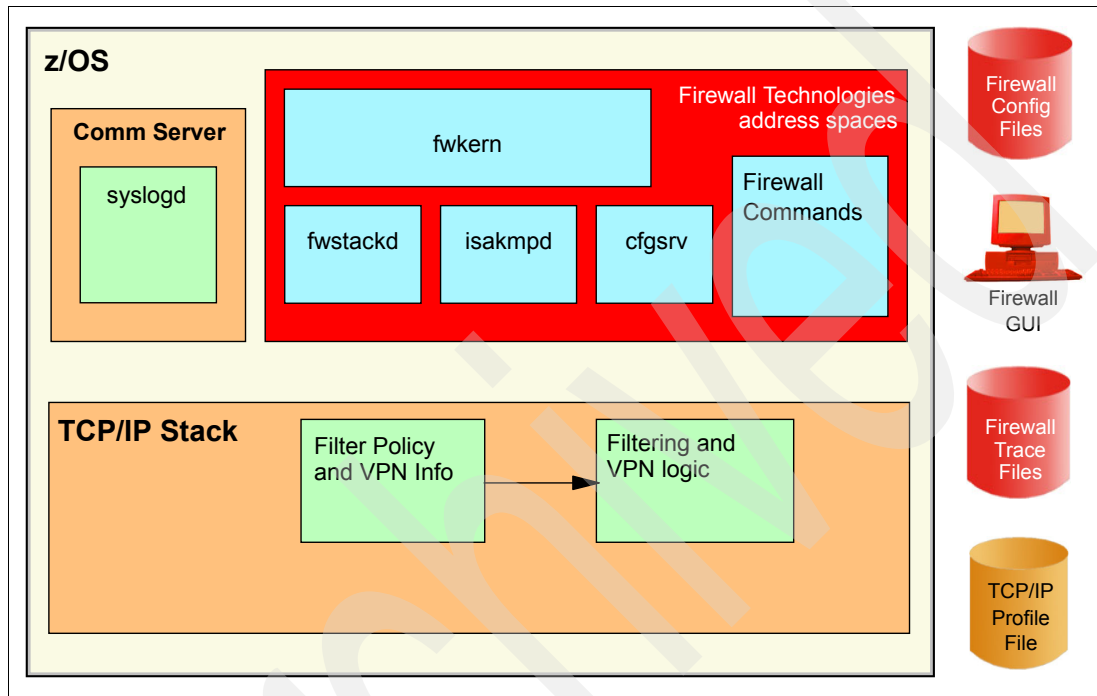 z/OS
Comm Server
syslogd
Firewall Technologies
address spaces
fwkern
fwstackd
isakmpd
cfgsrv
Firewall
Commands
TCP/IP Stack
Filter Policy
and VPN Info
Filtering and
VPN logic
Firewall
Config
Files
Firewall
GUI
Firewall
Trace
Files
TCP/IP
Profile
File